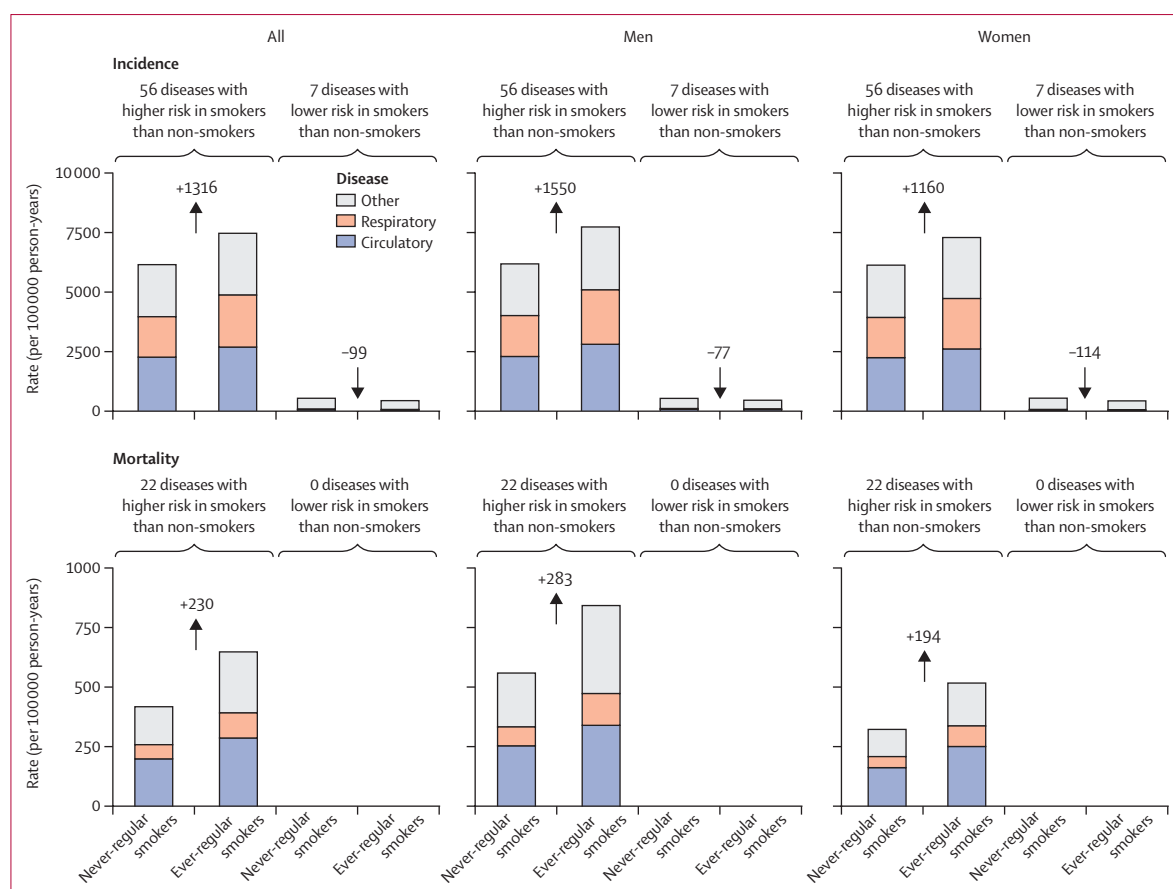 All
Men
Women
Incidence
56 diseases with
higher risk in smokers
than non-smokers
7 diseases with
lower risk in smokers
than non-smokers
56 diseases with
higher risk in smokers
than non-smokers
7 diseases with
lower risk in smokers
than non-smokers
56 diseases with
higher risk in smokers
than non-smokers
7 diseases with
lower risk in smokers
than non-smokers
Rate (per 100 000 person-years)
10 000
7500
5000
2500
0
+1316
Disease
Other
Respiratory
Circulatory
–99
+1550
–77
+1160
–114
Mortality
22 diseases with
higher risk in smokers
than non-smokers
0 diseases with
lower risk in smokers
than non-smokers
22 diseases with
higher risk in smokers
than non-smokers
0 diseases with
lower risk in smokers
than non-smokers
22 diseases with
higher risk in smokers
than non-smokers
0 diseases with
lower risk in smokers
than non-smokers
Rate (per 100 000 person-years)
1000
750
500
250
0
+230
+283
+194
Never-regular
smokers
Ever-regular
smokers
Never-regular
smokers
Ever-regular
smokers
Never-regular
smokers
Ever-regular
smokers
Never-regular
smokers
Ever-regular
smokers
Never-regular
smokers
Ever-regular
smokers
Never-regular
smokers
Ever-regular
smokers